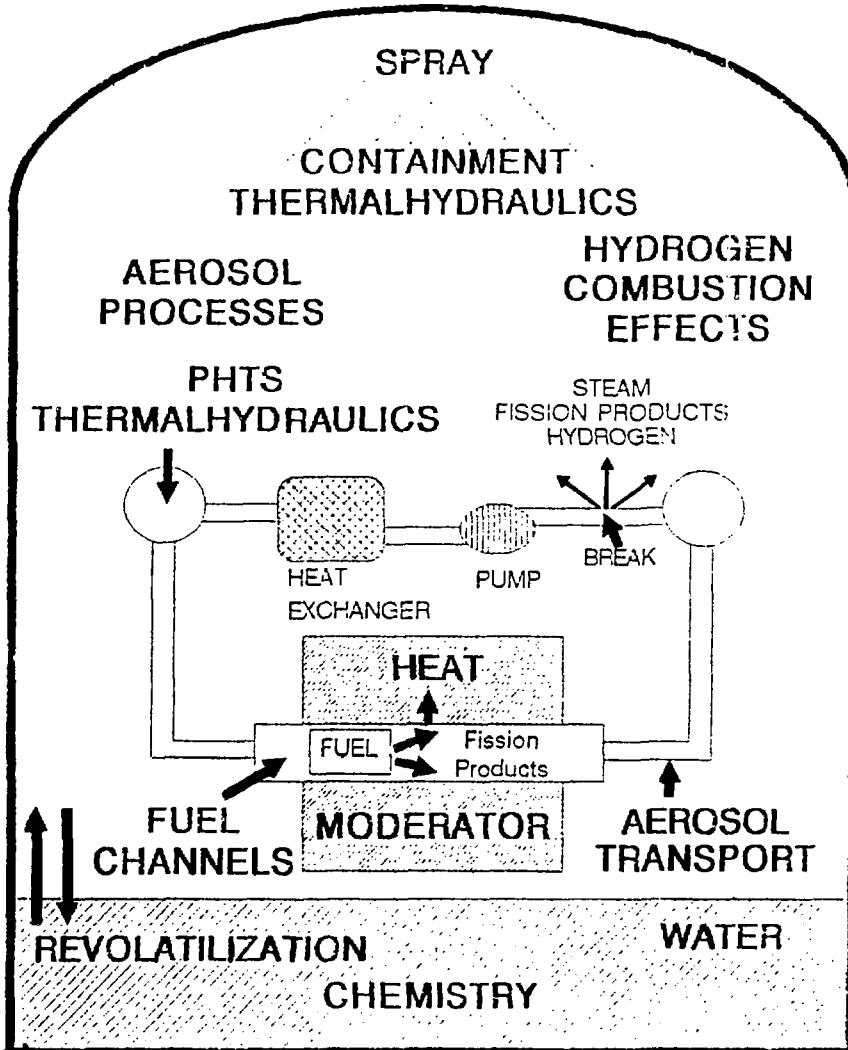 SPRAY
CONTAINMENT
THERMALHYDRAULICS
AEROSOL
PROCESSES
HYDROGEN
COMBUSTION
EFFECTS
PHTS
THERMALHYDRAULICS
STEAM
FISSION PRODUCTS
HYDROGEN
HEAT
EXCHANGER
PUMP
BREAK
HEAT
FUEL
Fission
Products
FUEL
CHANNELS
MODERATOR
AEROSOL
TRANSPORT
REVOLATILIZATION
WATER
CHEMISTRY